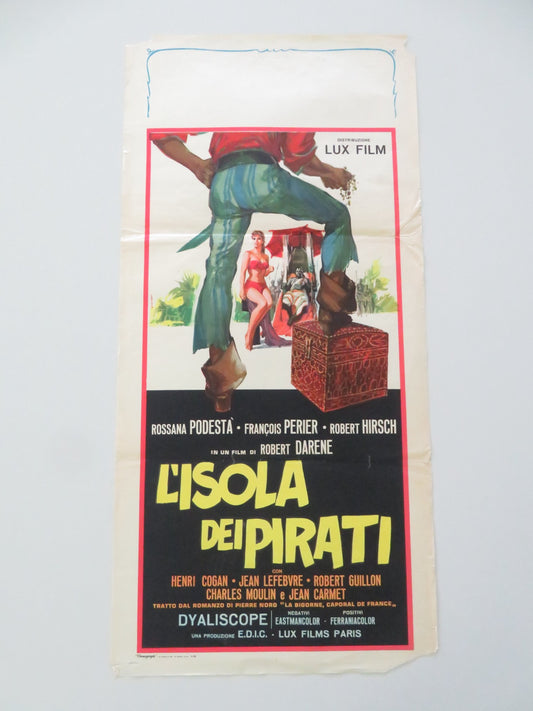 DISTRIBUZIONE
LUX FILM
ROSSANA PODESTÀ • FRANÇOIS PERIER • ROBERT HIRSCH
IN UN FILM DI ROBERT DARENE
L'ISOLA
DEI PIRATI
CON
HENRI COGAN • JEAN LEFEBVRE • ROBERT GUILLON
CHARLES MOULIN E JEAN CARMET
TRATTO DAL ROMANZO DI PIERRE NORD "LA BIGORNE, CAPORAL DE FRANCE„
DYALISCOPE
NEGATIVI
EASTMANCOLOR
POSITIVI
FERRANIACOLOR
UNA PRODUZIONE E.D.I.C. - LUX FILMS PARIS